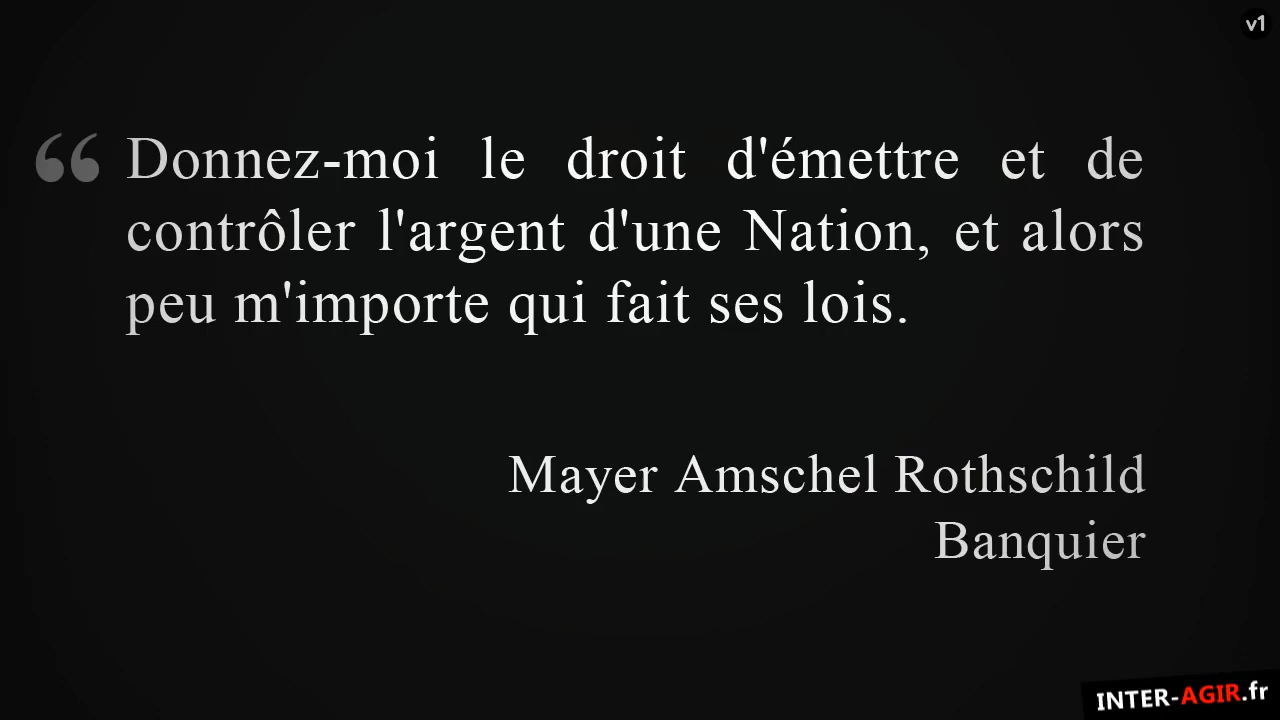 v1
“ Donnez-moi le droit d'émettre et de
contrôler l'argent d'une Nation, et alors
peu m'importe qui fait ses lois.
Mayer Amschel Rothschild
Banquier
INTER-AGIR.fr